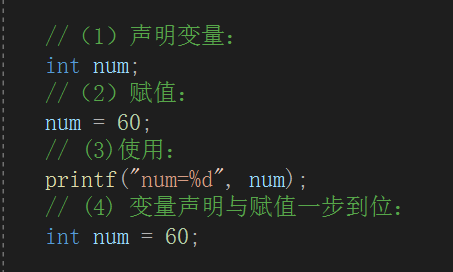 //（1）声明变量：
int num;
//（2）赋值：
num = 60;
// (3)使用：
printf("num=%d", num);
// (4) 变量声明与赋值一步到位：
int num = 60;